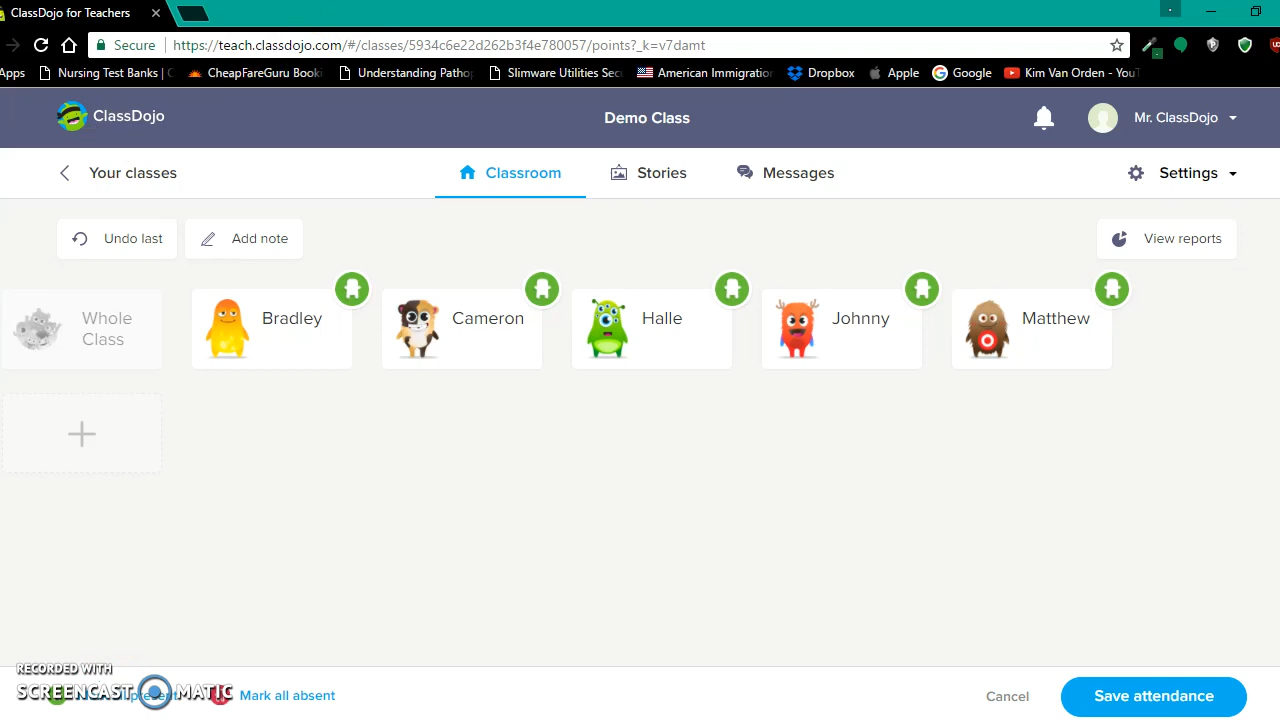 ClassDojo for Teachers
Secure https://teach.classdojo.com/#/classes/5934c6e22d262b3f4e780057/points?_k=v7damt
Apps Nursing Test Banks | CheapFareGuru Booki Understanding Pathop Slimware Utilities Sec American Immigration Dropbox Apple Google Kim Van Orden - YouT
ClassDojo Demo Class Mr. ClassDojo
Your classes Classroom Stories Messages Settings
Undo last Add note View reports
Whole Class Bradley Cameron Halle Johnny Matthew
RECORDED WITH
SCREENCAST MATIC Mark all absent Cancel Save attendance